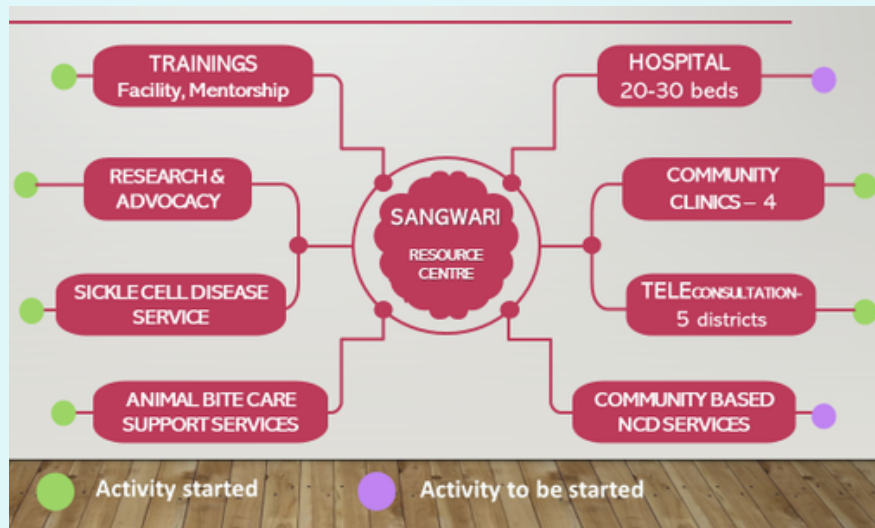 TRAININGS
Facility, Mentorship
RESEARCH &
ADVOCACY
SICKLE CELL DISEASE
SERVICE
ANIMAL BITE CARE
SUPPORT SERVICES
SANGWARI
RESOURCE
CENTRE
HOSPITAL
20-30 beds
COMMUNITY
CLINICS – 4
TELECONSULTATION-
5 districts
COMMUNITY BASED
NCD SERVICES
Activity started
Activity to be started